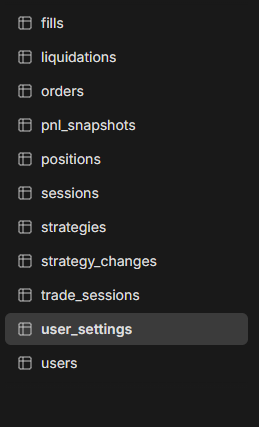 fills
liquidations
orders
pnl_snapshots
positions
sessions
strategies
strategy_changes
trade_sessions
user_settings
users